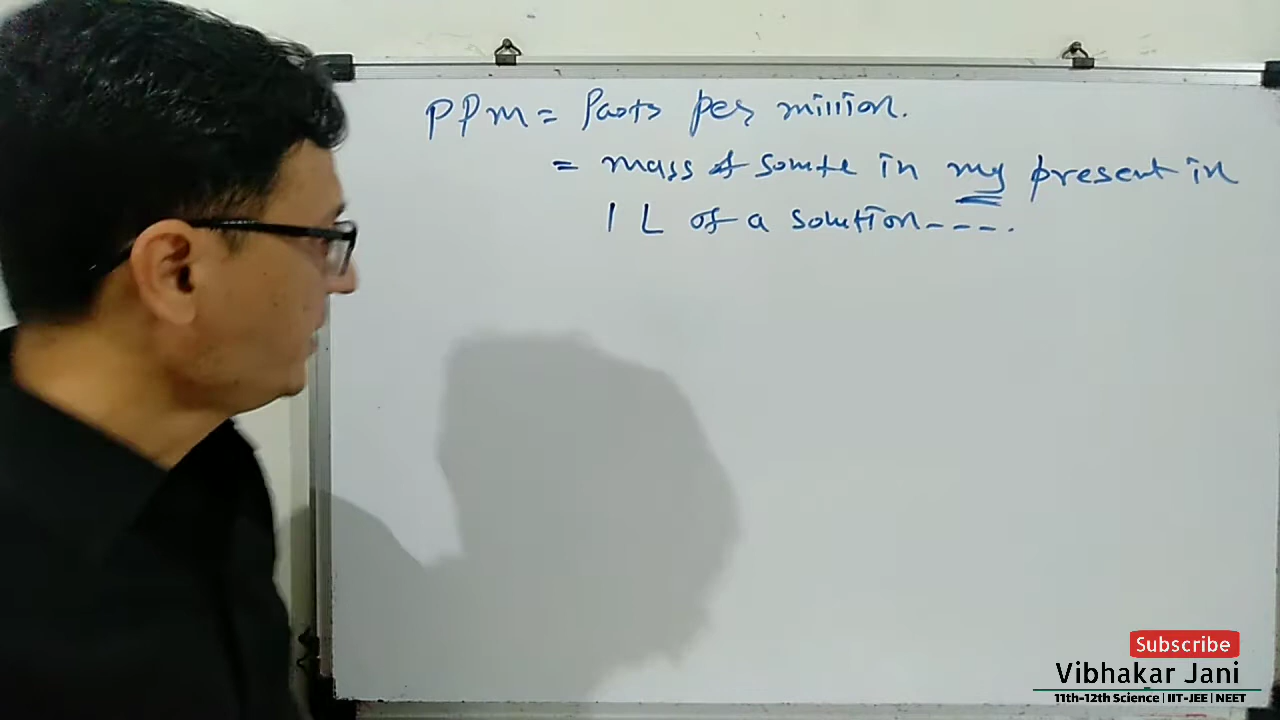 PPm = Parts per million.
= mass of solute in mg present in
1 L of a solution----.
Subscribe
Vibhakar Jani
11th-12th Science | IIT-JEE | NEET